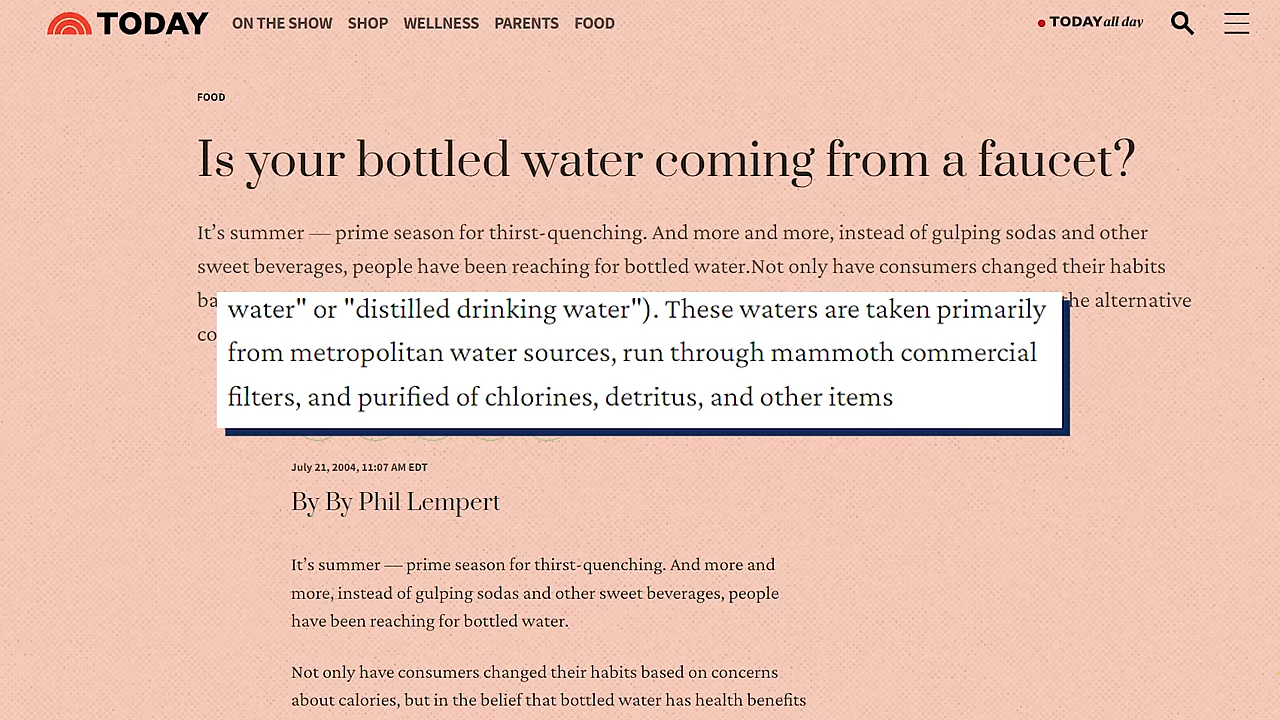 TODAY ON THE SHOW SHOP WELLNESS PARENTS FOOD TODAY all day
FOOD
Is your bottled water coming from a faucet?
It's summer — prime season for thirst-quenching. And more and more, instead of gulping sodas and other
sweet beverages, people have been reaching for bottled water.Not only have consumers changed their habits
ba the alternative
co
water" or "distilled drinking water"). These waters are taken primarily
from metropolitan water sources, run through mammoth commercial
filters, and purified of chlorines, detritus, and other items
July 21, 2004, 11:07 AM EDT
By By Phil Lempert
It's summer — prime season for thirst-quenching. And more and
more, instead of gulping sodas and other sweet beverages, people
have been reaching for bottled water.
Not only have consumers changed their habits based on concerns
about calories, but in the belief that bottled water has health benefits